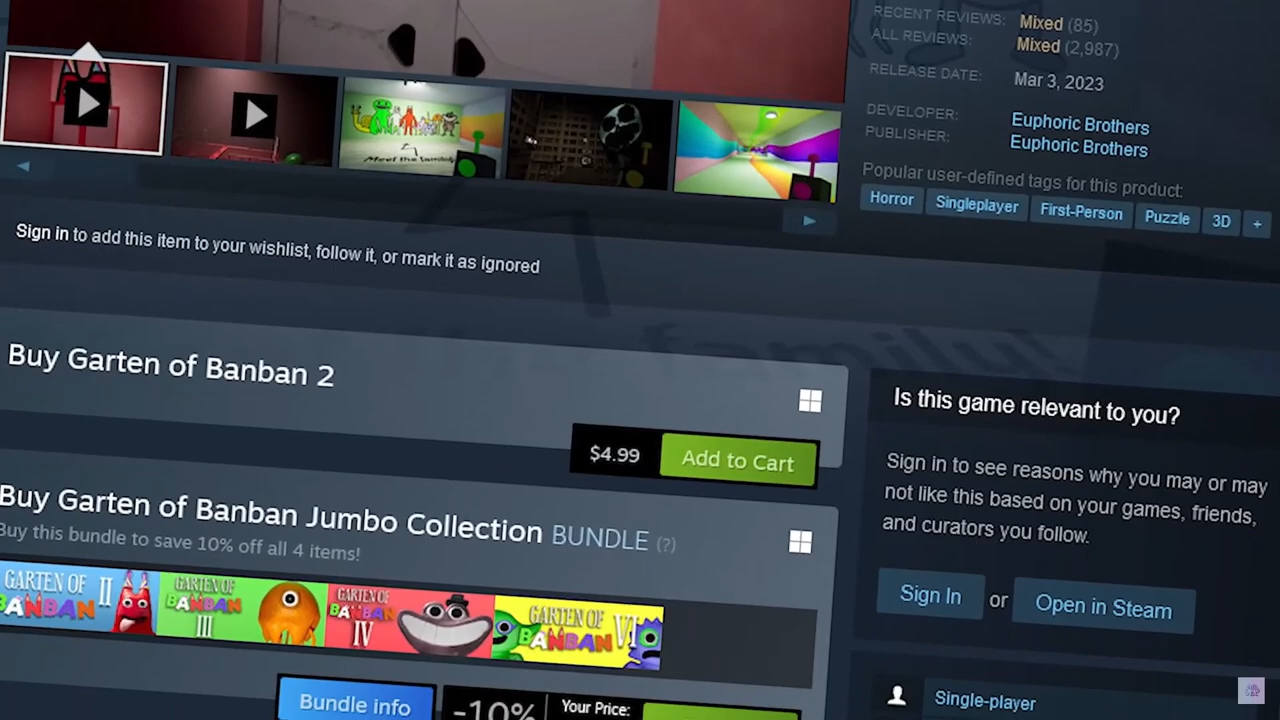 RECENT REVIEWS: Mixed (85)
ALL REVIEWS: Mixed (2,987)
RELEASE DATE: Mar 3, 2023
DEVELOPER: Euphoric Brothers
PUBLISHER: Euphoric Brothers
Popular user-defined tags for this product:
Horror Singleplayer First-Person Puzzle 3D +
Sign in to add this item to your wishlist, follow it, or mark it as ignored
Buy Garten of Banban 2
$4.99 Add to Cart
Buy Garten of Banban Jumbo Collection BUNDLE (?)
Buy this bundle to save 10% off all 4 items!
GARTEN OF BANBAN II
GARTEN OF BANBAN III
GARTEN OF BANBAN IV
GARTEN OF BANBAN VI
Bundle info -10% Your Price:
Is this game relevant to you?
Sign in to see reasons why you may or may
not like this based on your games, friends,
and curators you follow.
Sign In or Open in Steam
Single-player